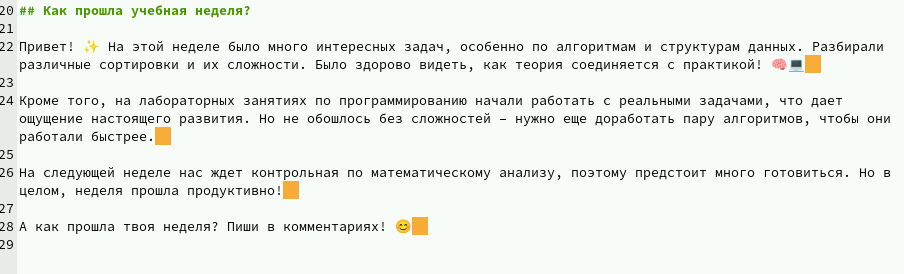 20 ## Как прошла учебная неделя?
21
22 Привет! ✨ На этой неделе было много интересных задач, особенно по алгоритмам и структурам данных. Разбирали
различные сортировки и их сложности. Было здорово видеть, как теория соединяется с практикой! 🧠💻
23
24 Кроме того, на лабораторных занятиях по программированию начали работать с реальными задачами, что дает
ощущение настоящего развития. Но не обошлось без сложностей – нужно еще доработать пару алгоритмов, чтобы они
работали быстрее.
25
26 На следующей неделе нас ждет контрольная по математическому анализу, поэтому предстоит много готовиться. Но в
целом, неделя прошла продуктивно!
27
28 А как прошла твоя неделя? Пиши в комментариях! 😊
29